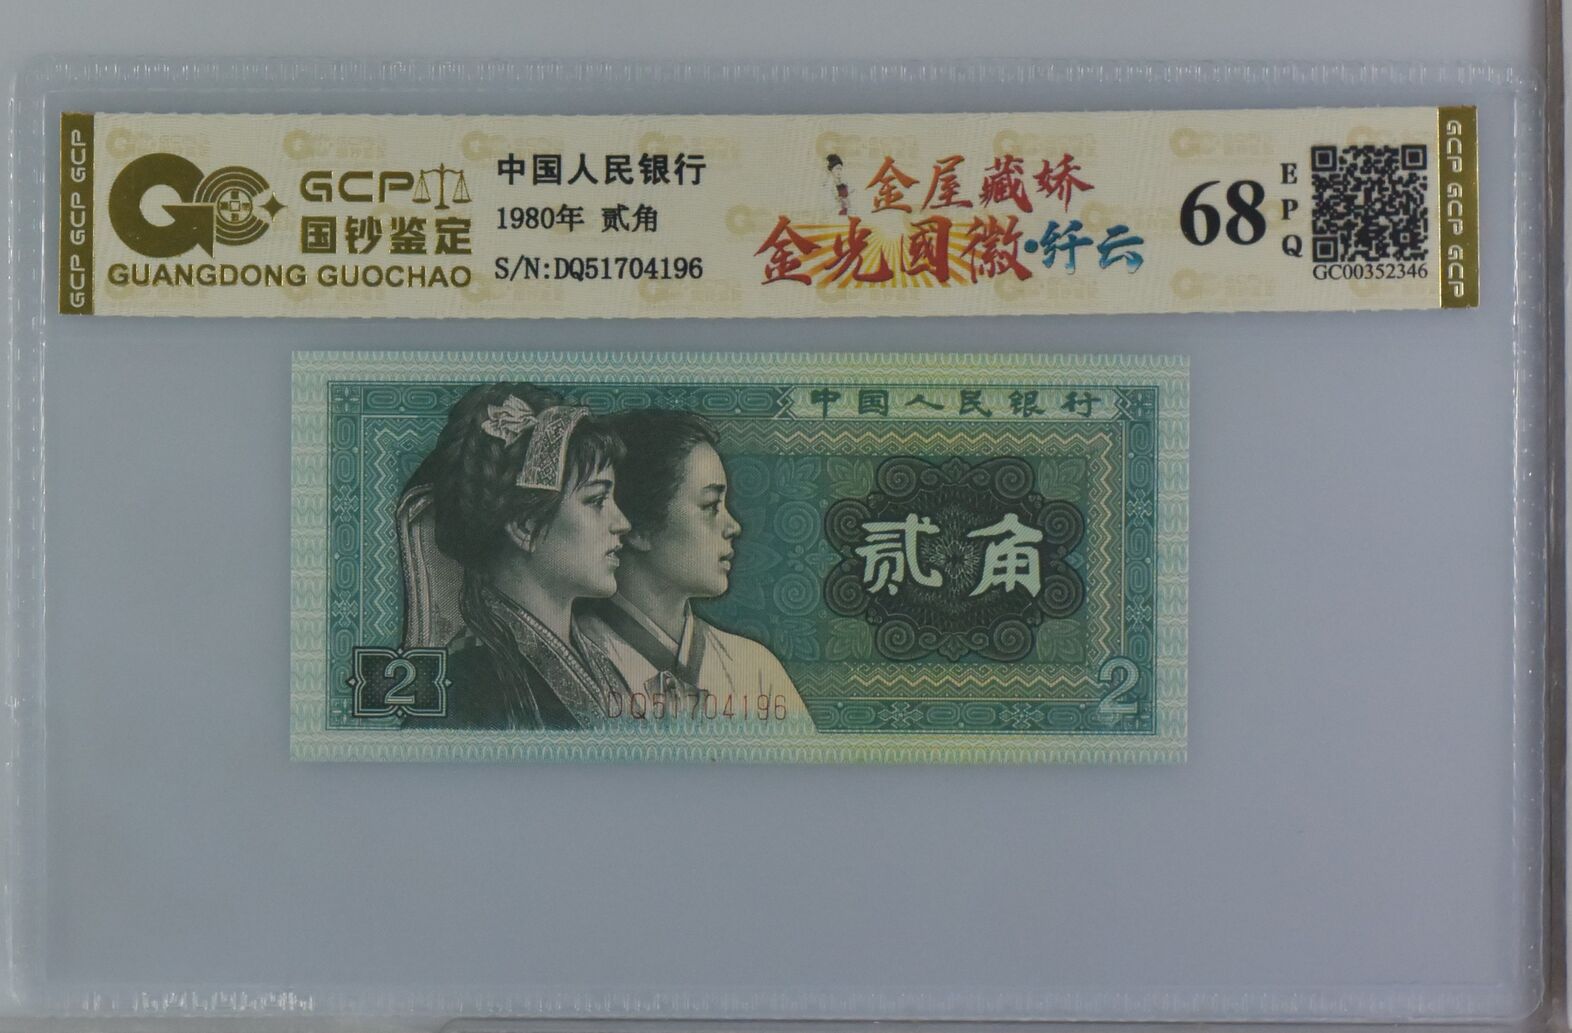 GCP GCP GCP
GCP
国钞鉴定
GUANGDONG GUOCHAO
中国人民银行
1980年 贰角
S/N:DQ51704196
金屋藏娇
金光國徽·纤云
68
EPQ
GC00352346
GCP GCP GCP
中国人民银行
贰角
2
DQ51704196
2